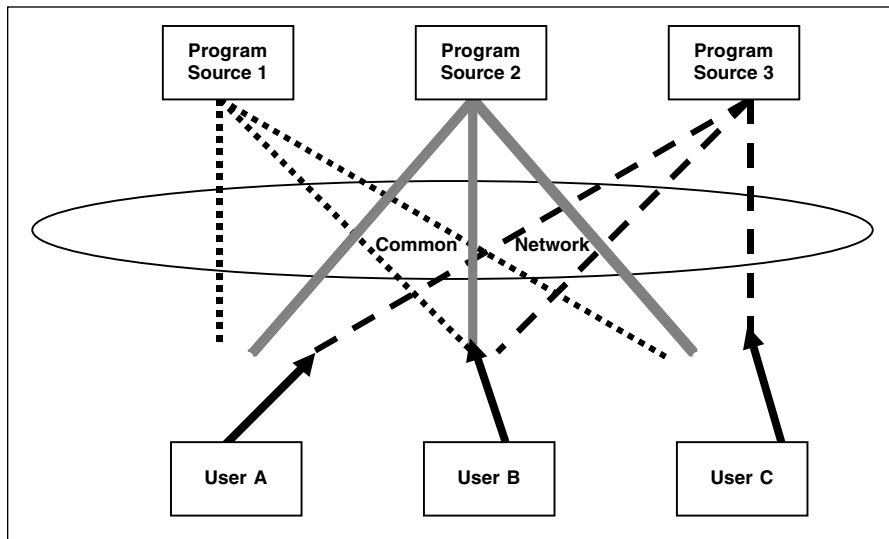 Program
Source 1
Program
Source 2
Program
Source 3
Common Network
User A
User B
User C